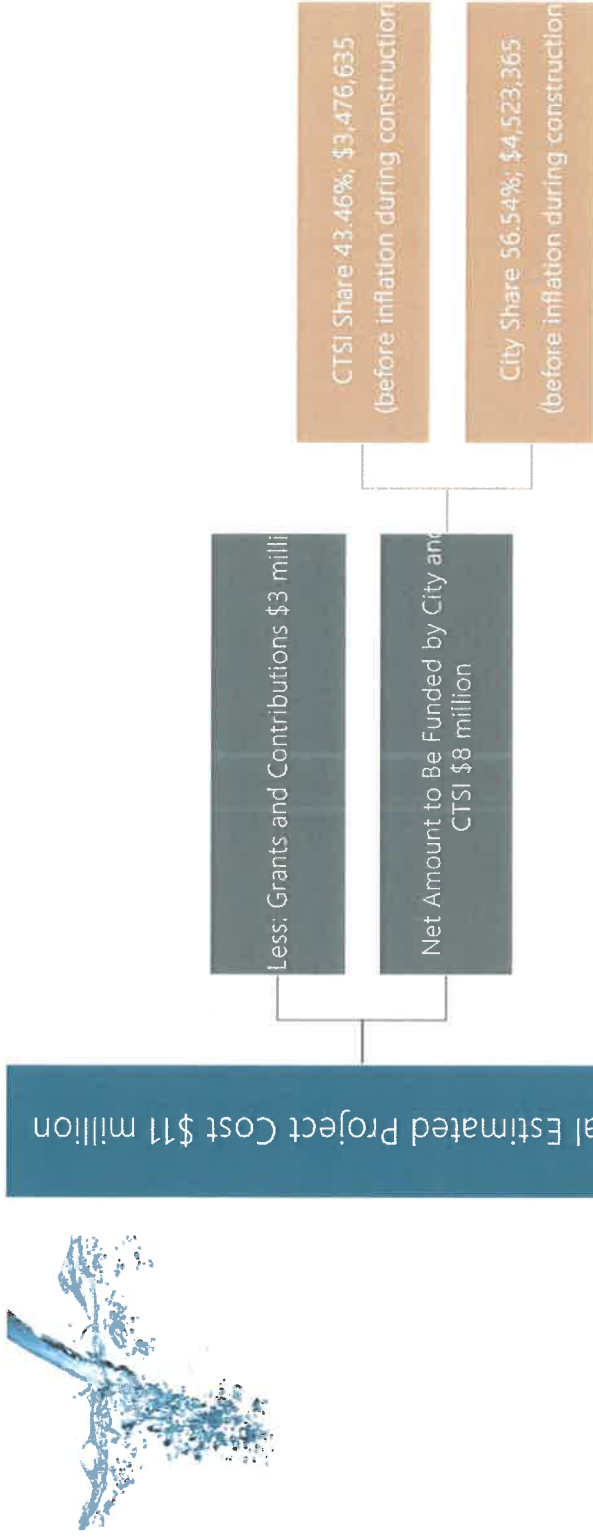 al Estimated Project Cost $11 million
Less: Grants and Contributions $3 milli
Net Amount to Be Funded by City and
CTSI $8 million
CTSI Share 43.46%; $3,476,635
(before inflation during construction
City Share 56.54%; $4,523,365
(before inflation during construction